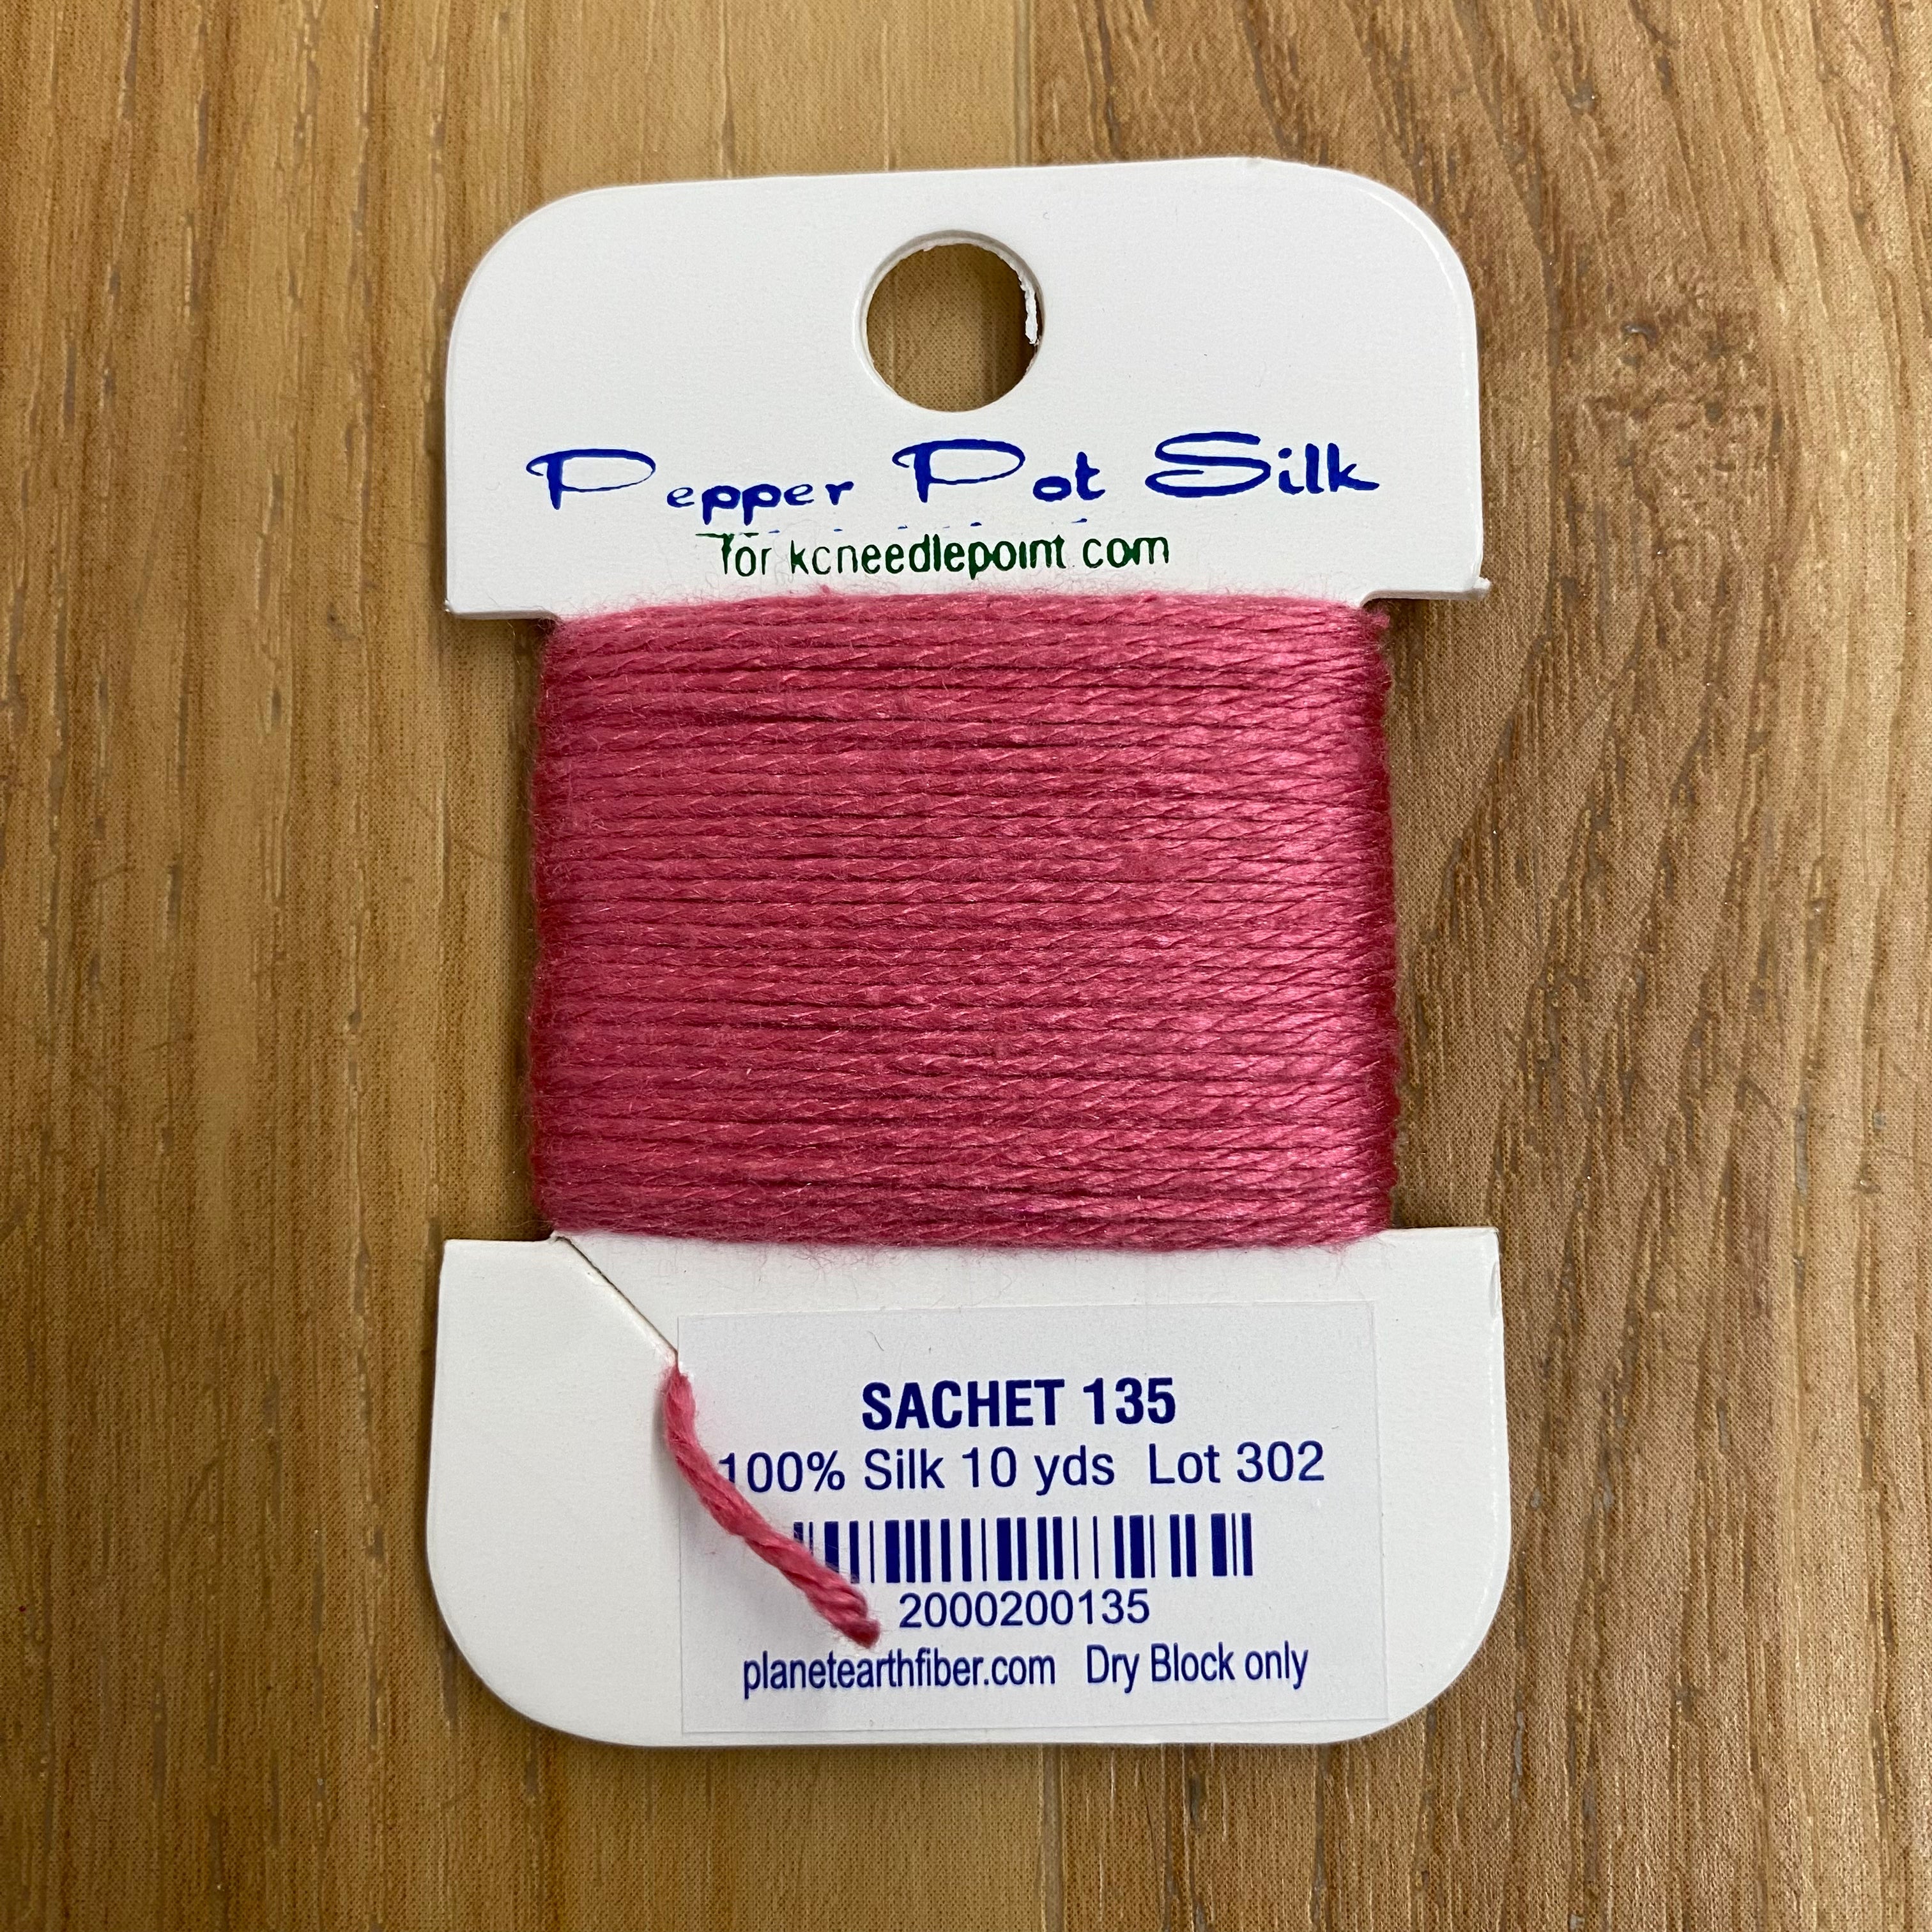 Pepper Pot Silk
for kcneedlepoint.com
SACHET 135
100% Silk 10 yds Lot 302
2000200135
planetearthfiber.com Dry Block only